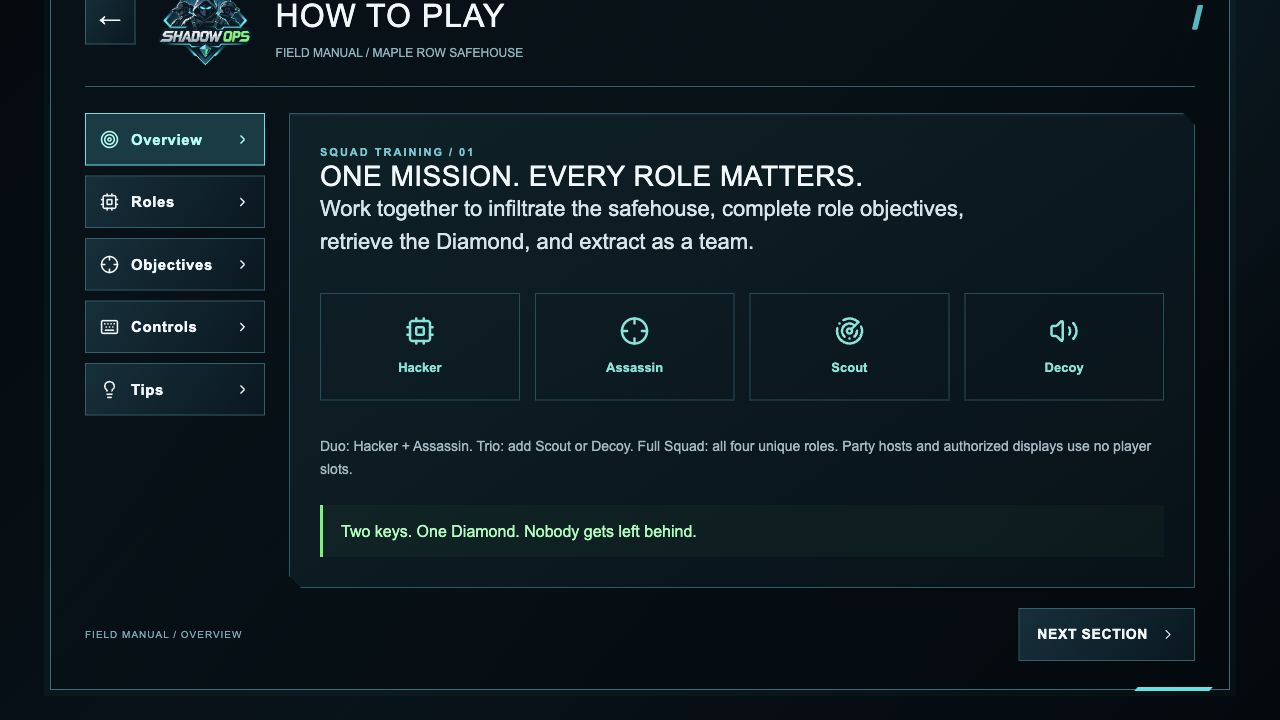 SHADOW OPS
HOW TO PLAY
FIELD MANUAL / MAPLE ROW SAFEHOUSE
Overview
Roles
Objectives
Controls
Tips
SQUAD TRAINING / 01
ONE MISSION. EVERY ROLE MATTERS.
Work together to infiltrate the safehouse, complete role objectives,
retrieve the Diamond, and extract as a team.
Hacker
Assassin
Scout
Decoy
Duo: Hacker + Assassin. Trio: add Scout or Decoy. Full Squad: all four unique roles. Party hosts and authorized displays use no player
slots.
Two keys. One Diamond. Nobody gets left behind.
FIELD MANUAL / OVERVIEW
NEXT SECTION